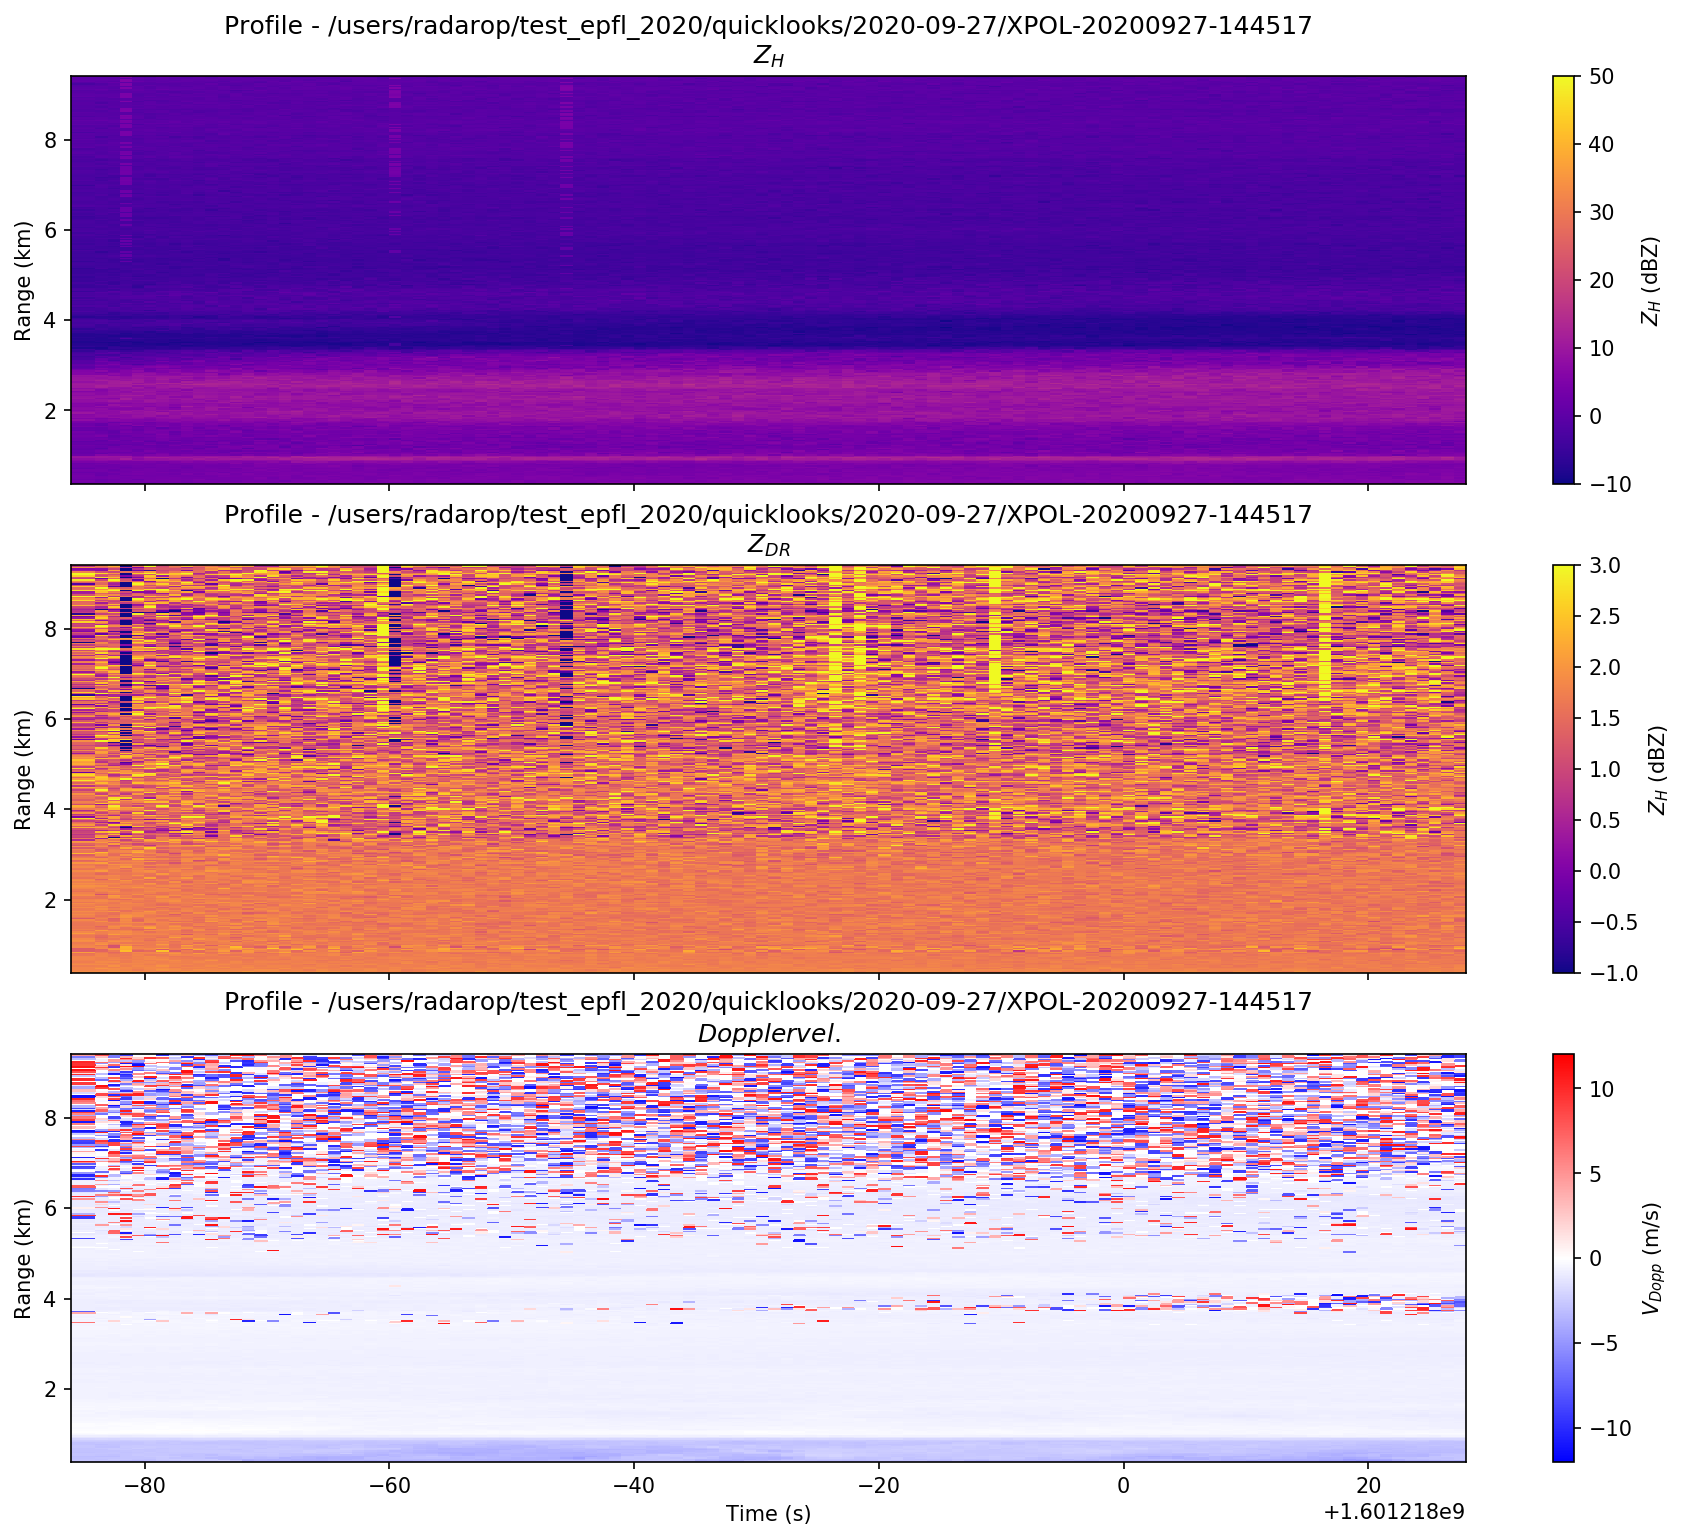 Profile - /users/radarop/test_epfl_2020/quicklooks/2020-09-27/XPOL-20200927-144517
Z_H
8
6
4
2
Range (km)
50
40
30
20
10
0
−10
Z_H (dBZ)
Profile - /users/radarop/test_epfl_2020/quicklooks/2020-09-27/XPOL-20200927-144517
Z_DR
8
6
4
2
Range (km)
3.0
2.5
2.0
1.5
1.0
0.5
0.0
−0.5
−1.0
Z_H (dBZ)
Profile - /users/radarop/test_epfl_2020/quicklooks/2020-09-27/XPOL-20200927-144517
Dopplervel.
8
6
4
2
Range (km)
10
5
0
−5
−10
V_Dopp (m/s)
−80 −60 −40 −20 0 20
Time (s)
+1.601218e9